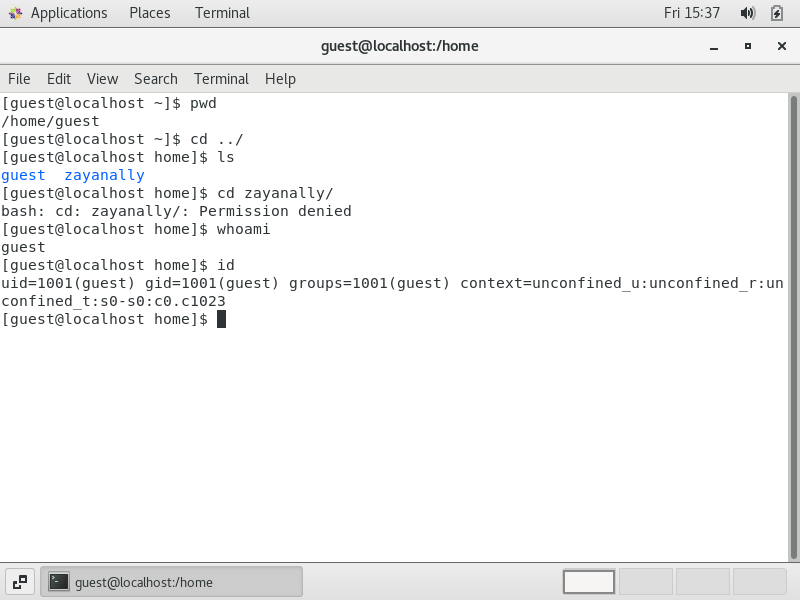 Applications Places Terminal Fri 15:37
guest@localhost:/home
File Edit View Search Terminal Help
[guest@localhost ~]$ pwd
/home/guest
[guest@localhost ~]$ cd ../
[guest@localhost home]$ ls
guest  zayanally
[guest@localhost home]$ cd zayanally/
bash: cd: zayanally/: Permission denied
[guest@localhost home]$ whoami
guest
[guest@localhost home]$ id
uid=1001(guest) gid=1001(guest) groups=1001(guest) context=unconfined_u:unconfined_r:un
confined_t:s0-s0:c0.c1023
[guest@localhost home]$
guest@localhost:/home